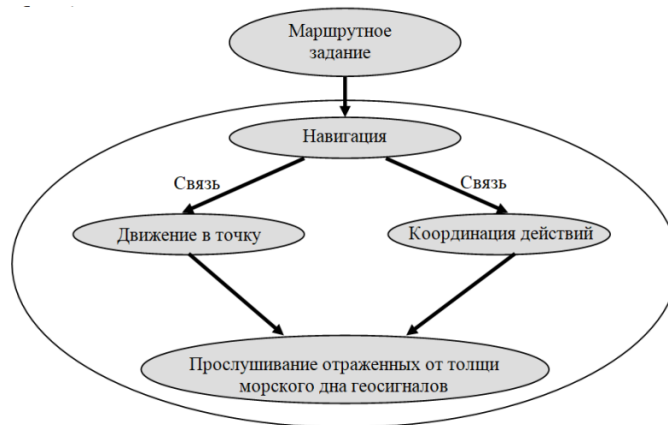 Маршрутное
задание
Навигация
Связь
Связь
Движение в точку
Координация действий
Прослушивание отраженных от толщи
морского дна геосигналов